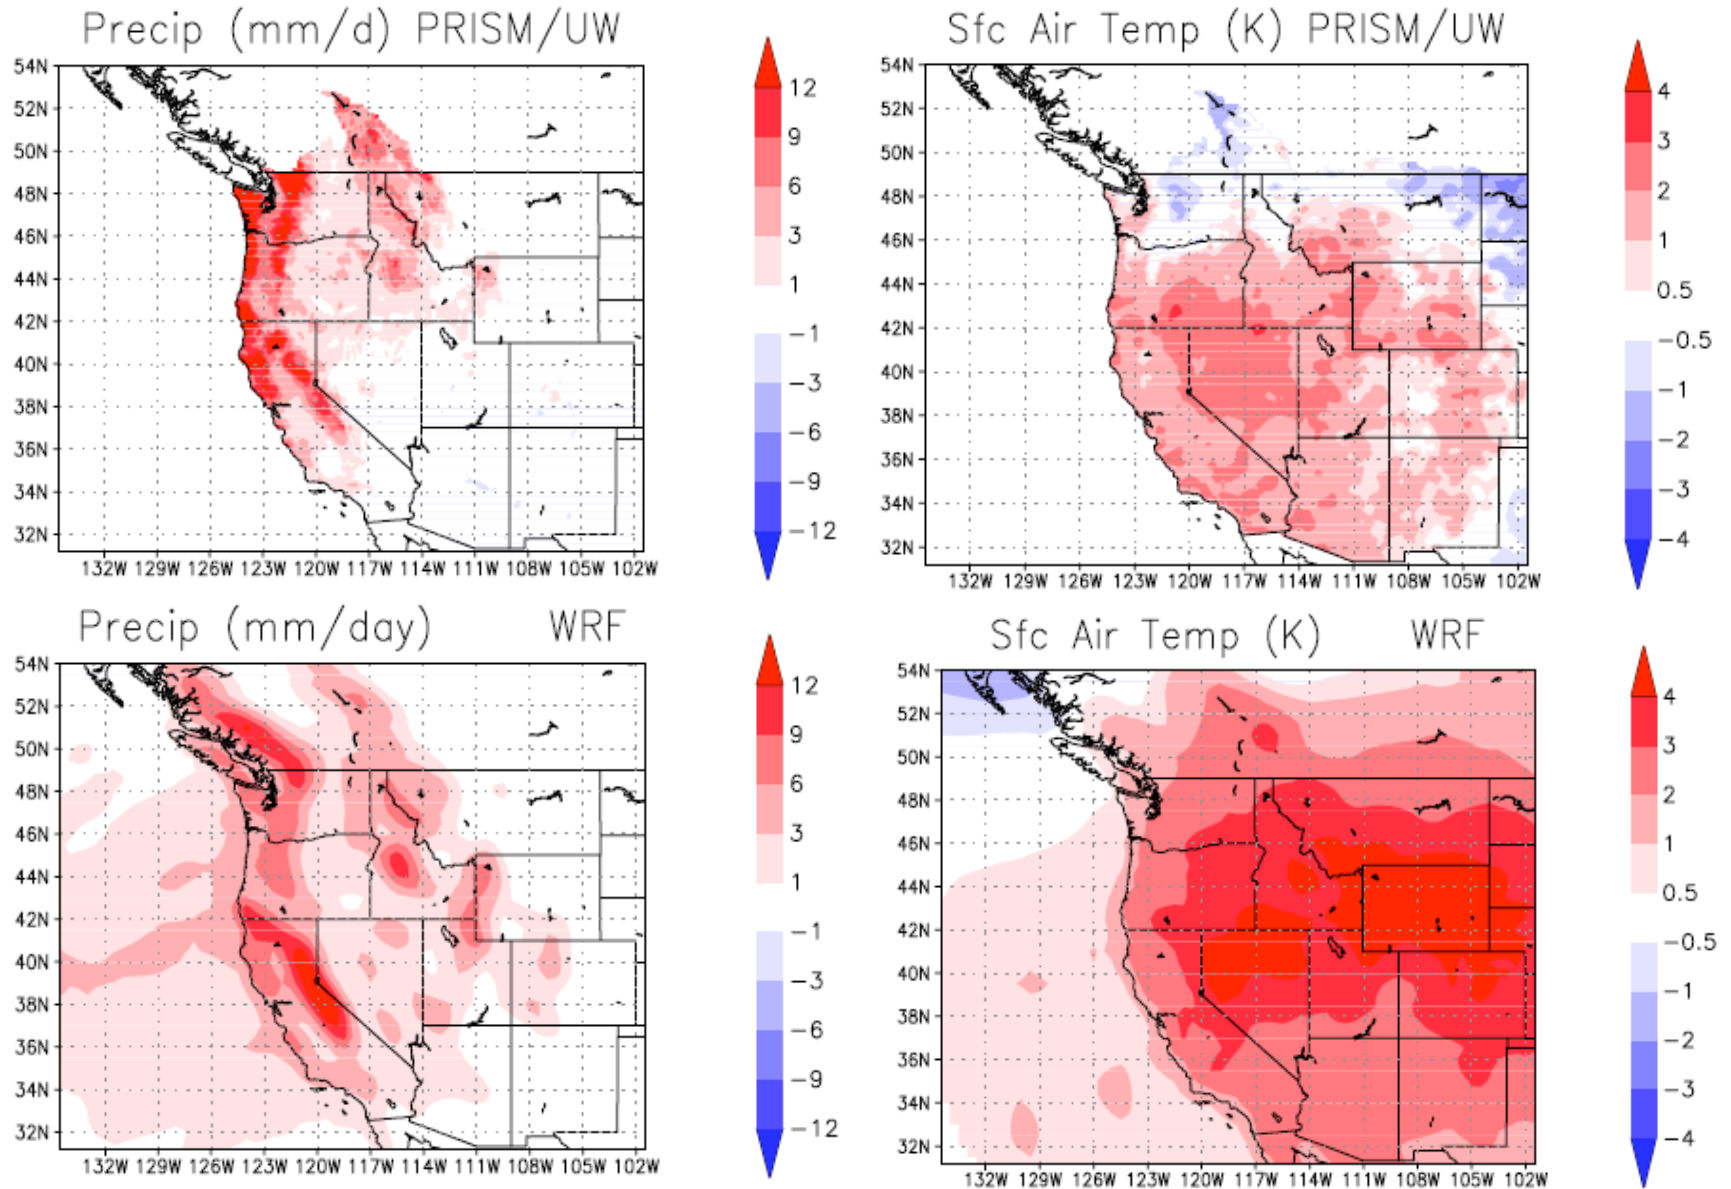 Precip (mm/d) PRISM/UW
54N
52N
50N
48N
46N
44N
42N
40N
38N
36N
34N
32N
132W 129W 126W 123W 120W 117W 114W 111W 108W 105W 102W
12
9
6
3
1
−1
−3
−6
−9
−12
Sfc Air Temp (K) PRISM/UW
54N
52N
50N
48N
46N
44N
42N
40N
38N
36N
34N
32N
132W 129W 126W 123W 120W 117W 114W 111W 108W 105W 102W
4
3
2
1
0.5
−0.5
−1
−2
−3
−4
Precip (mm/day) WRF
54N
52N
50N
48N
46N
44N
42N
40N
38N
36N
34N
32N
132W 129W 126W 123W 120W 117W 114W 111W 108W 105W 102W
12
9
6
3
1
−1
−3
−6
−9
−12
Sfc Air Temp (K) WRF
54N
52N
50N
48N
46N
44N
42N
40N
38N
36N
34N
32N
132W 129W 126W 123W 120W 117W 114W 111W 108W 105W 102W
4
3
2
1
0.5
−0.5
−1
−2
−3
−4